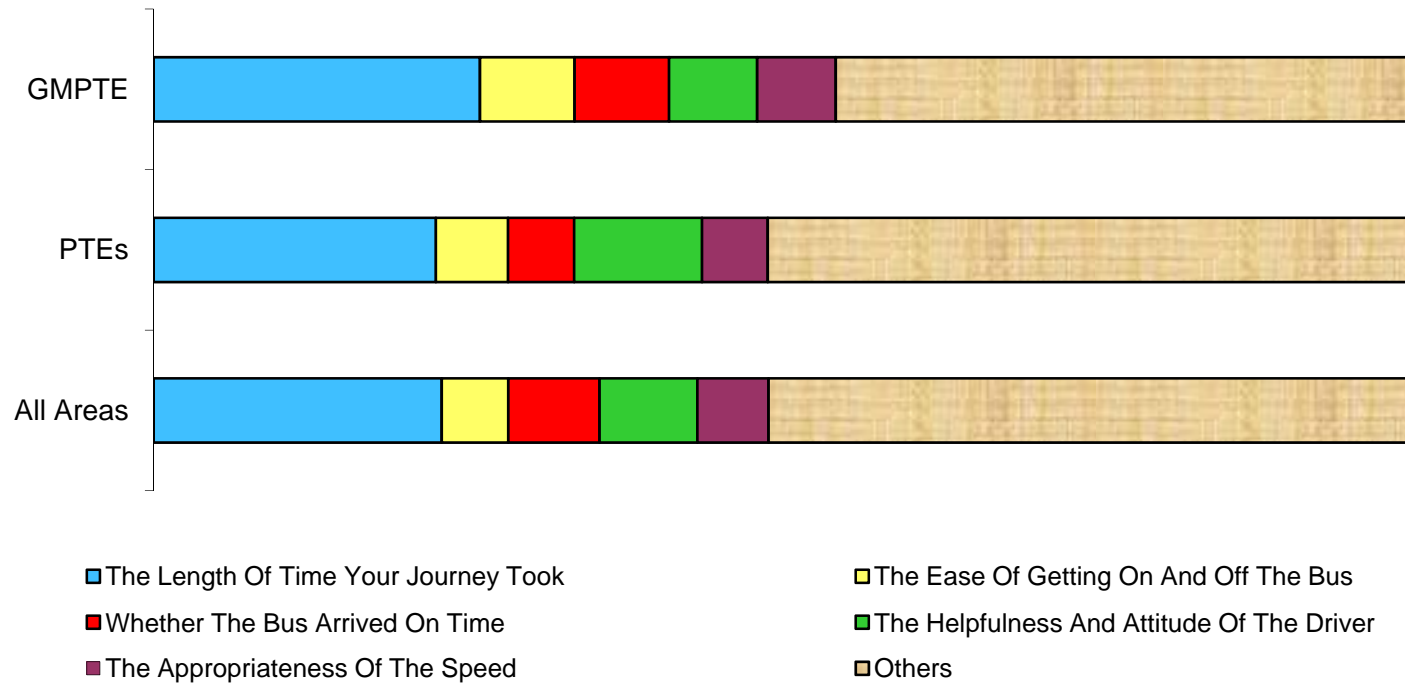 GMPTE
PTEs
All Areas
The Length Of Time Your Journey Took
The Ease Of Getting On And Off The Bus
Whether The Bus Arrived On Time
The Helpfulness And Attitude Of The Driver
The Appropriateness Of The Speed
Others